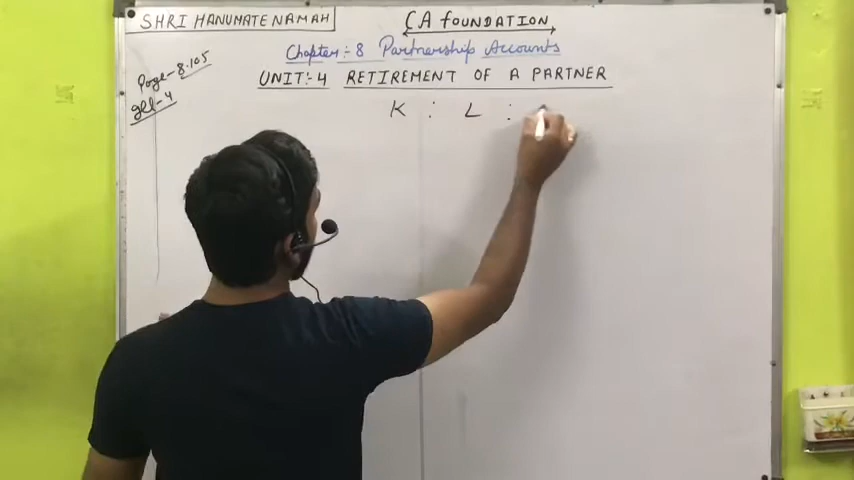 SHRI HANUMATE NAMAH
CA FOUNDATION
Chapter:- 8 Partnership Accounts
Page- 8.105
UNIT:- 4 RETIREMENT OF A PARTNER
K : L :